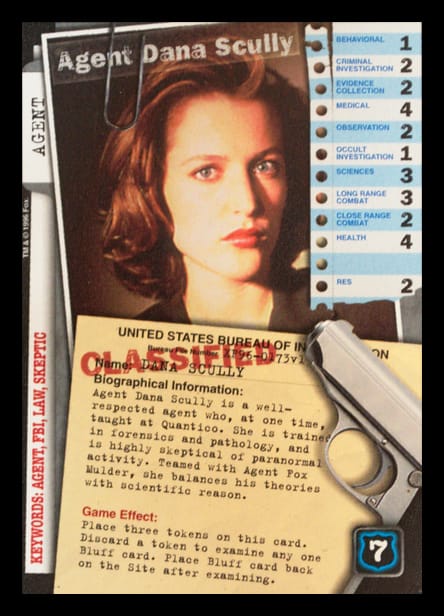 Agent Dana Scully
AGENT
TM & © 1996 Fox
KEYWORDS: AGENT, FBI, LAW, SKEPTIC
BEHAVIORAL 1
CRIMINAL
INVESTIGATION 2
EVIDENCE
COLLECTION 2
MEDICAL 4
OBSERVATION 2
OCCULT
INVESTIGATION 1
SCIENCES 3
LONG RANGE
COMBAT 3
CLOSE RANGE
COMBAT 2
HEALTH 4
RES 2
UNITED STATES BUREAU OF IN
ION
Bureau File Number XF96-0173v1
CLASSIFIED
Name: DANA SCULLY
Biographical Information:
Agent Dana Scully is a well-
respected agent who, at one time,
taught at Quantico. She is trained
in forensics and pathology, and
is highly skeptical of paranormal
activity. Teamed with Agent Fox
Mulder, she balances his theories
with scientific reason.
Game Effect:
Place three tokens on this card.
Discard a token to examine any one
Bluff card. Place Bluff card back
on the Site after examining.
7